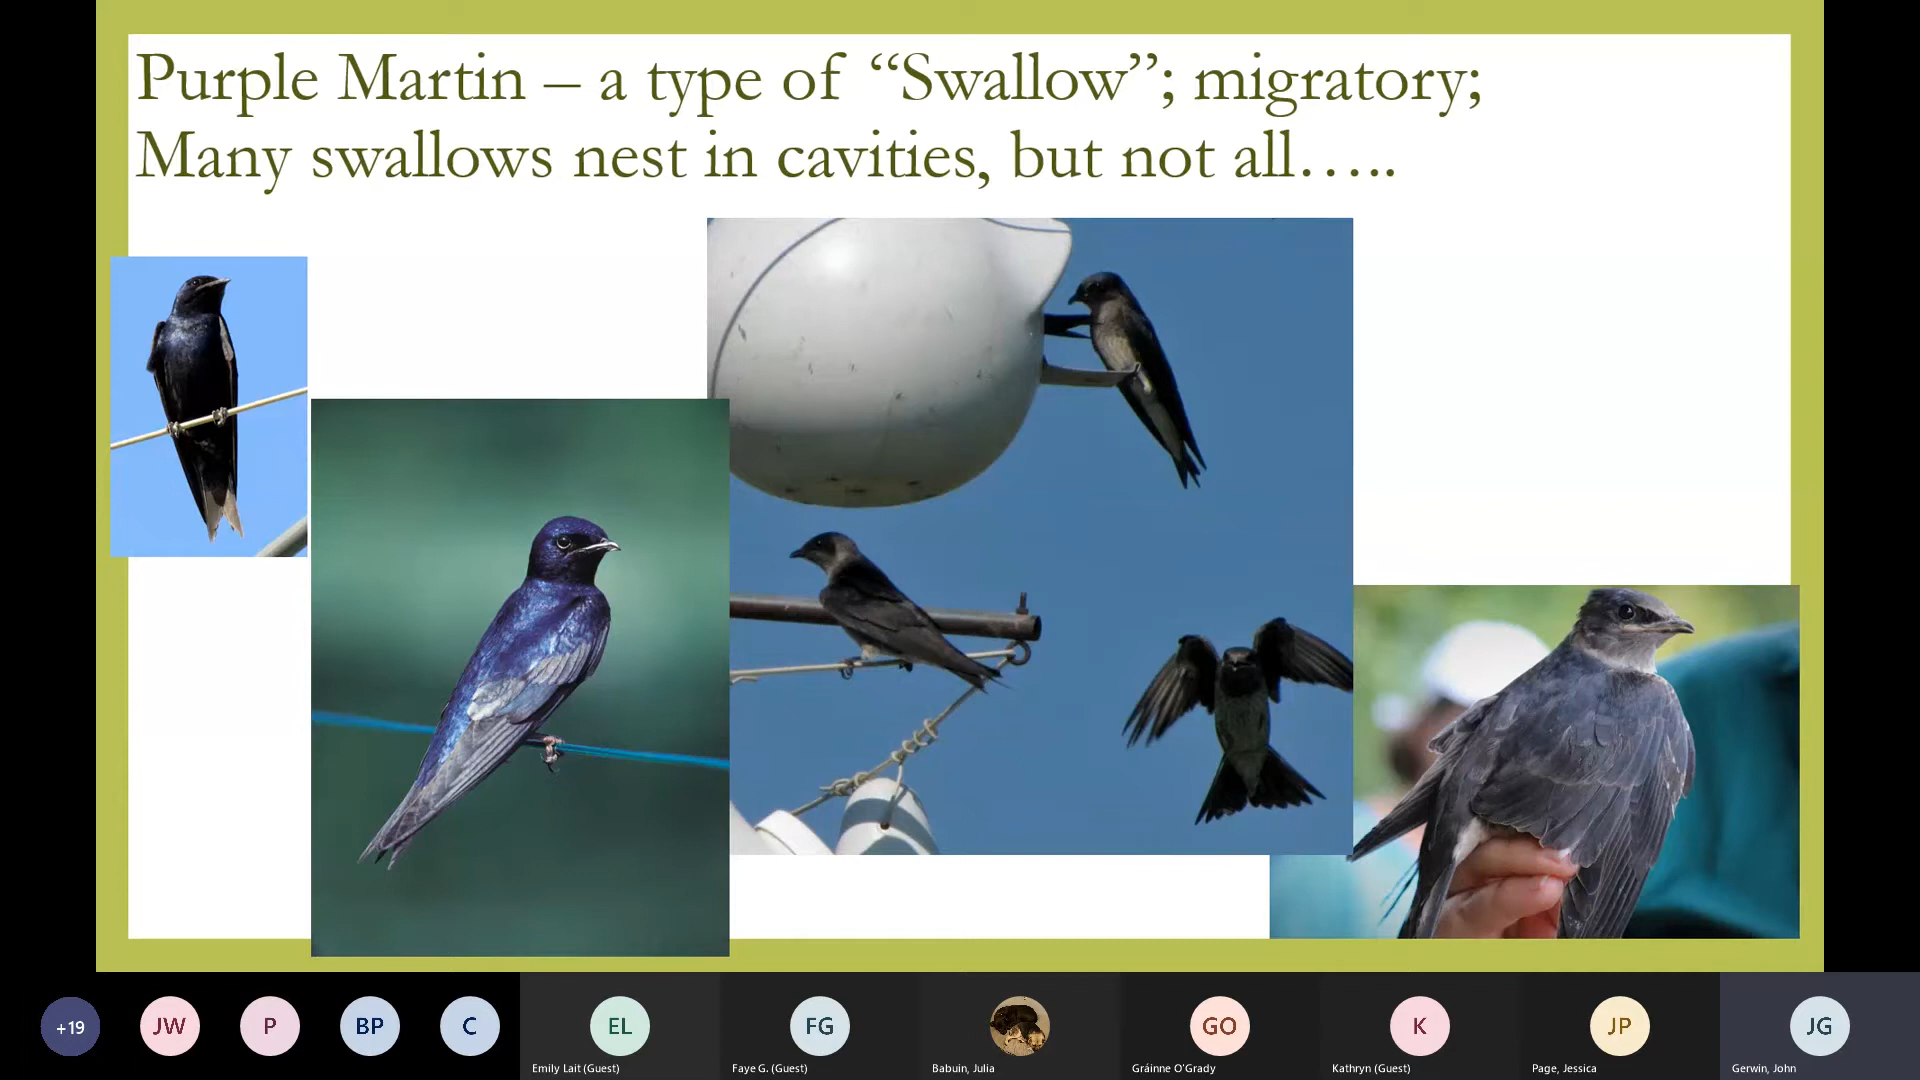 Purple Martin – a type of “Swallow”; migratory;
Many swallows nest in cavities, but not all…..
+19
JW
P
BP
C
EL
FG
GO
K
JP
JG
Emily Lait (Guest)
Faye G. (Guest)
Babuin, Julia
Gráinne O'Grady
Kathryn (Guest)
Page, Jessica
Gerwin, John